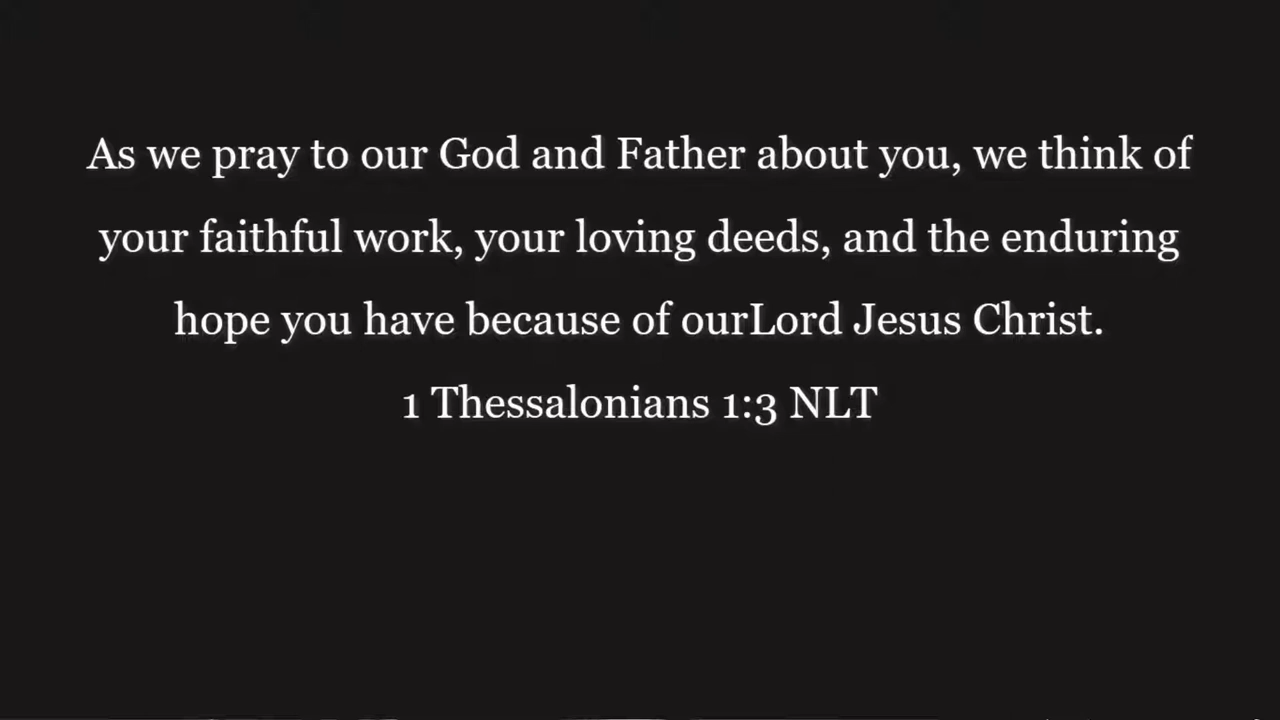 As we pray to our God and Father about you, we think of
your faithful work, your loving deeds, and the enduring
hope you have because of ourLord Jesus Christ.
1 Thessalonians 1:3 NLT